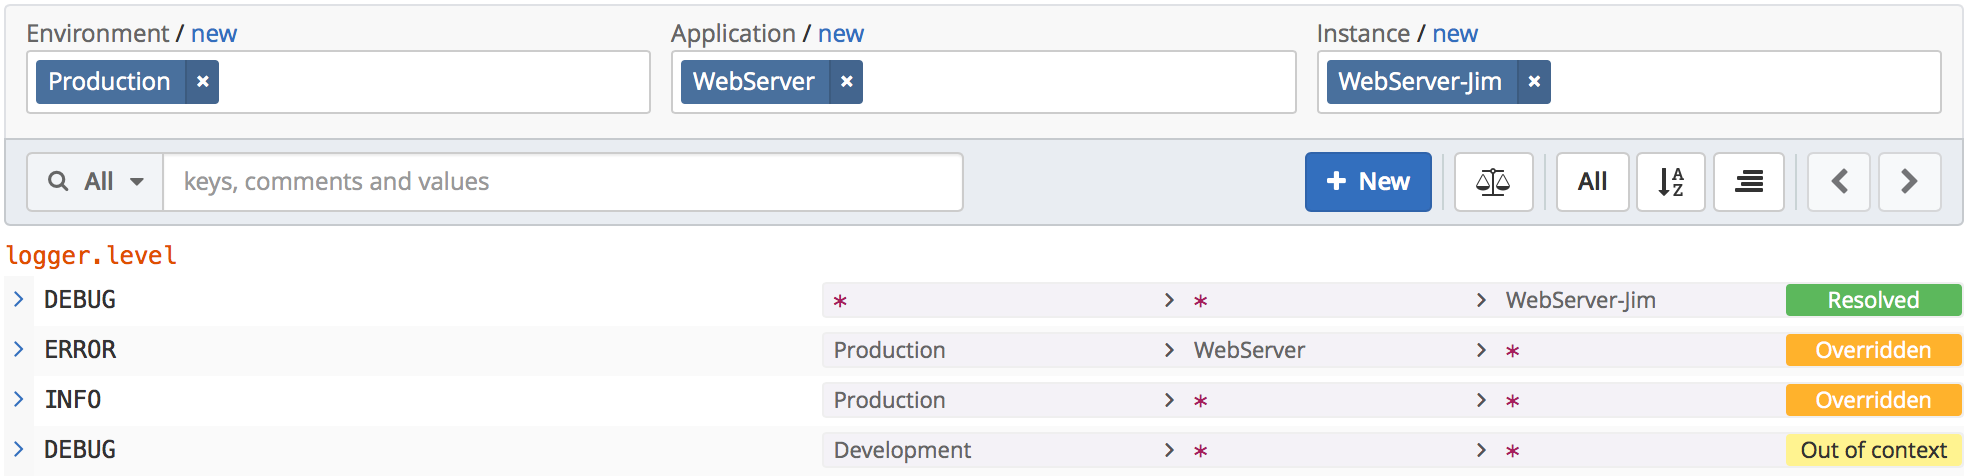 Environment / new Application / new Instance / new
Production × WebServer × WebServer-Jim ×
All keys, comments and values + New All A Z
logger.level
DEBUG * > * > WebServer-Jim Resolved
ERROR Production > WebServer > * Overridden
INFO Production > * > * Overridden
DEBUG Development > * > * Out of context